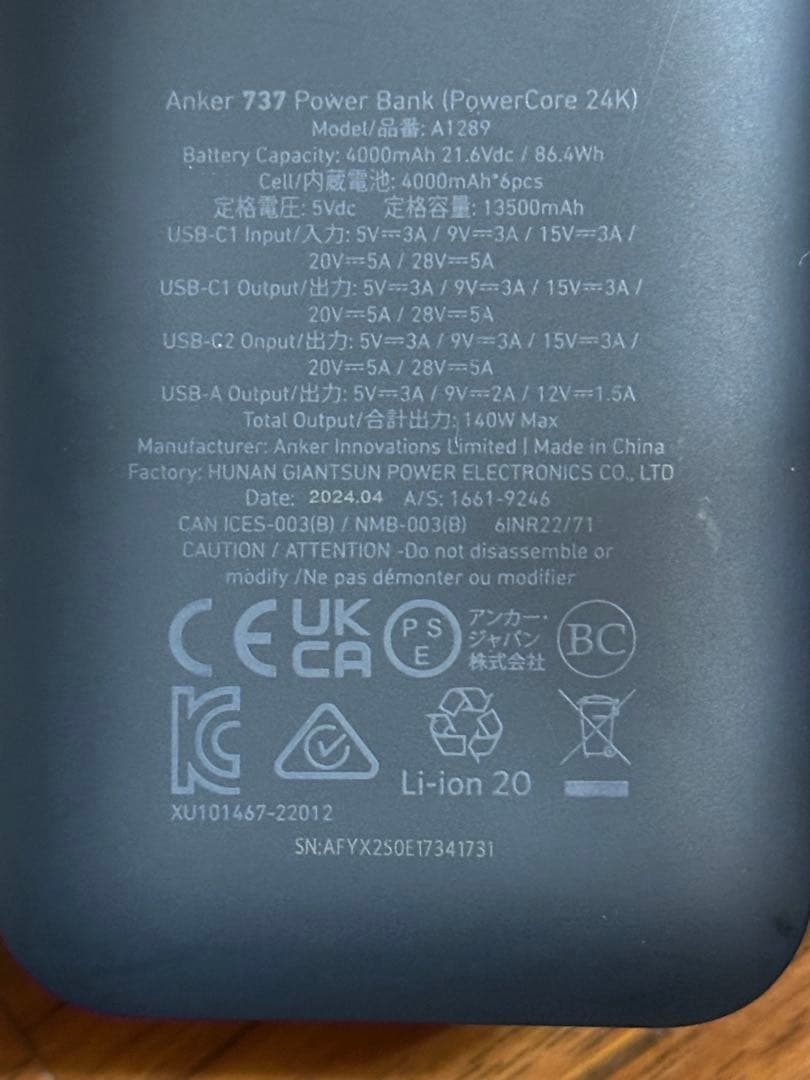 Anker 737 Power Bank (PowerCore 24K)
Model/品番: A1289
Battery Capacity: 4000mAh 21.6Vdc / 86.4Wh
Cell/内蔵電池: 4000mAh*6pcs
定格電圧: 5Vdc 定格容量: 13500mAh
USB-C1 Input/入力: 5V⎓3A / 9V⎓3A / 15V⎓3A /
20V⎓5A / 28V⎓5A
USB-C1 Output/出力: 5V⎓3A / 9V⎓3A / 15V⎓3A /
20V⎓5A / 28V⎓5A
USB-C2 Onput/出力: 5V⎓3A / 9V⎓3A / 15V⎓3A /
20V⎓5A / 28V⎓5A
USB-A Output/出力: 5V⎓3A / 9V⎓2A / 12V⎓1.5A
Total Output/合計出力: 140W Max
Manufacturer: Anker Innovations Limited | Made in China
Factory: HUNAN GIANTSUN POWER ELECTRONICS CO., LTD
Date: 2024.04 A/S: 1661-9246
CAN ICES-003(B) / NMB-003(B) 6INR22/71
CAUTION / ATTENTION -Do not disassemble or
modify /Ne pas démonter ou modifier
CE UK CA PSE アンカー・ジャパン株式会社 BC
KC
Li-ion 20
XU101467-22012
SN:AFYX2S0E17341731